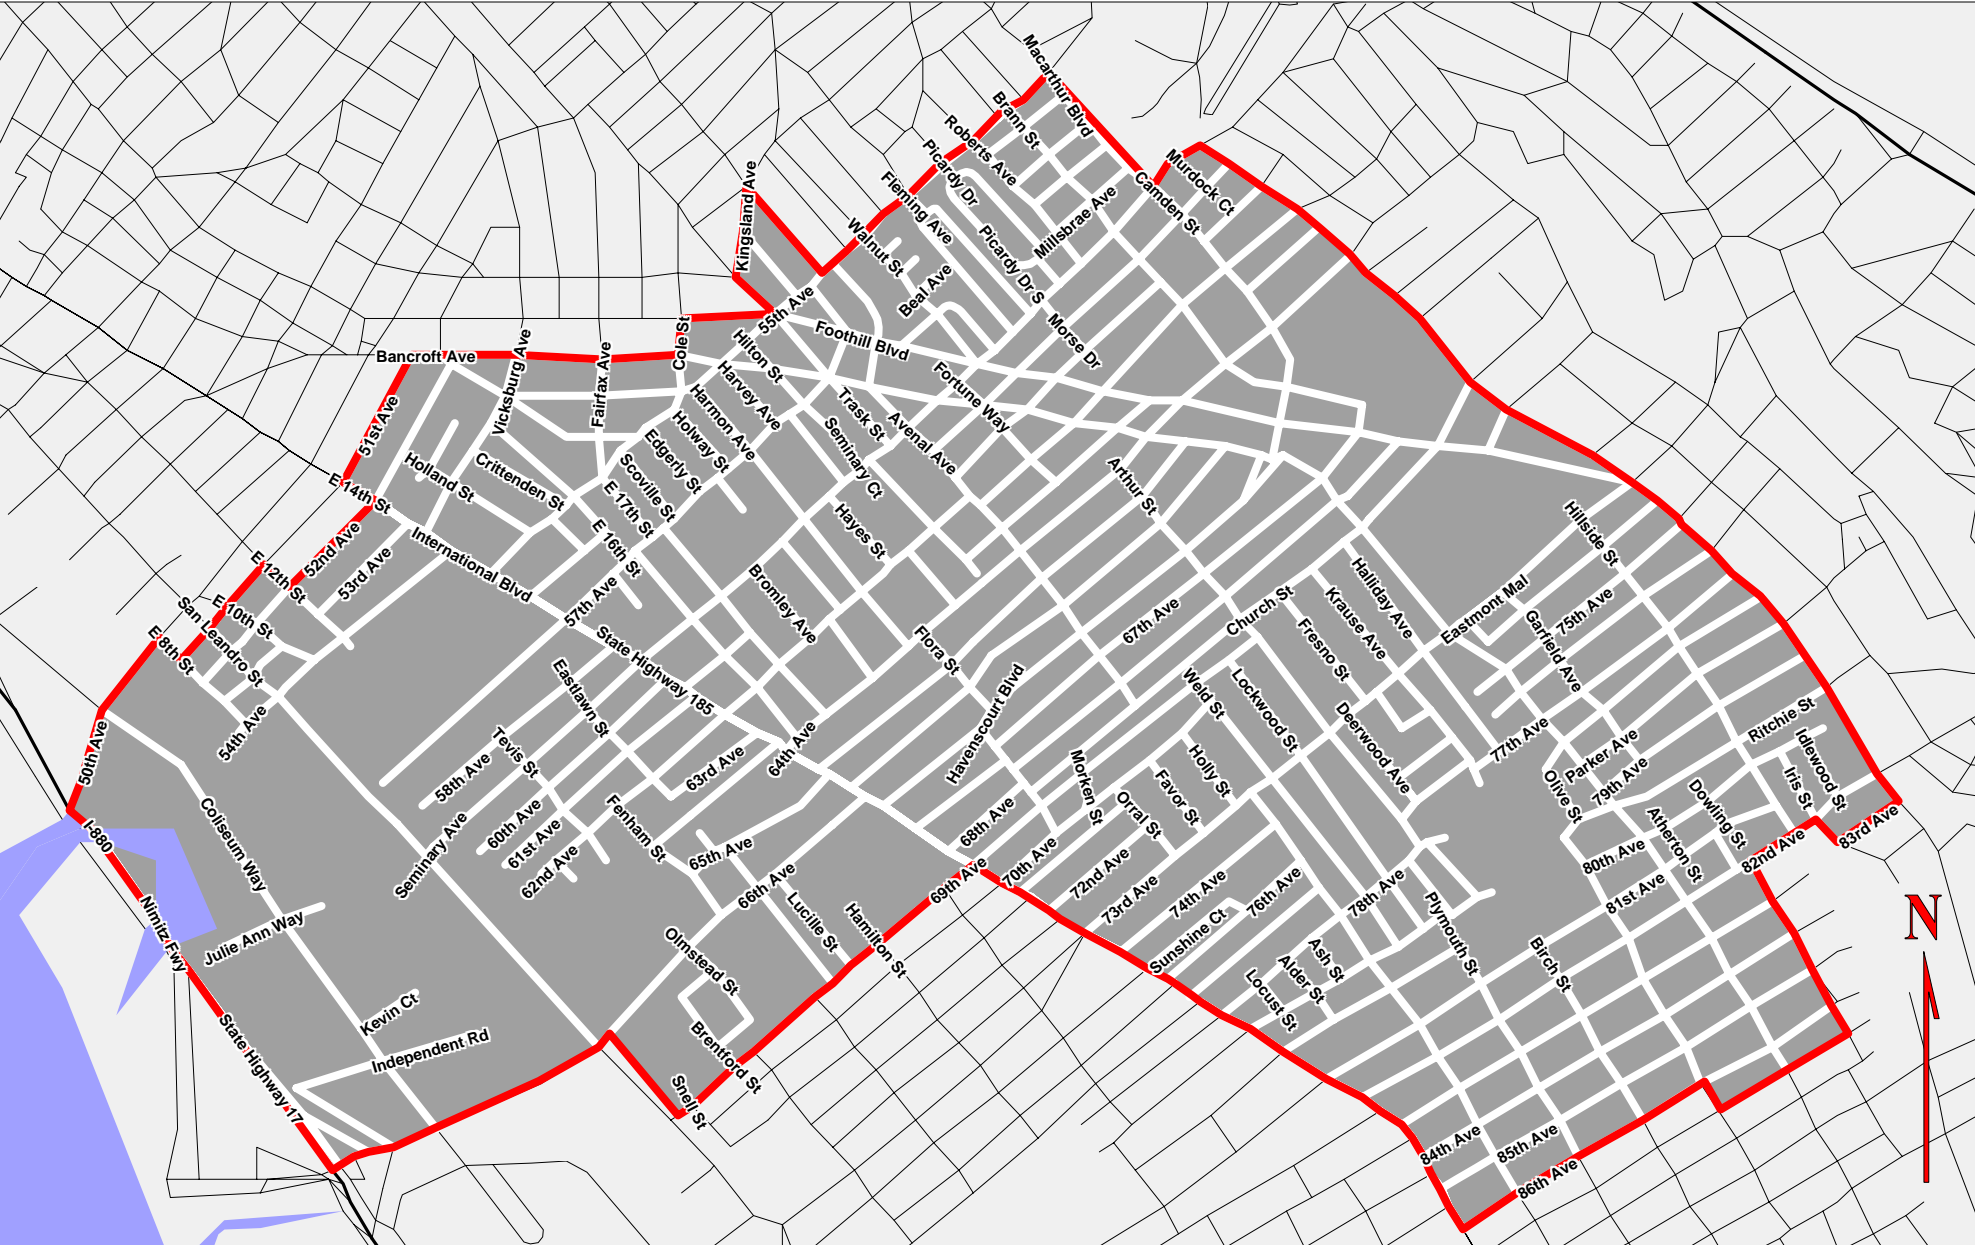 Macarthur Blvd
Brann St
Roberts Ave
Picardy Dr
Murdock Ct
Kingsland Ave
Fleming Ave
Camden St
Millsbrae Ave
Walnut St
Picardy Dr S
Beal Ave
55th Ave
Foothill Blvd
Morse Dr
Cole St
Hilton St
Bancroft Ave
Vicksburg Ave
Fairfax Ave
Harvey Ave
Fortune Way
51st Ave
Harmon Ave
Trask St
Avenal Ave
Holway St
Seminary Ct
Edgerly St
Holland St
Crittenden St
Scoville St
E 14th St
E 17th St
Arthur St
Hayes St
E 16th St
Hillside St
International Blvd
52nd Ave
53rd Ave
E 12th St
57th Ave
Bromley Ave
Halliday Ave
E 10th St
Krause Ave
Eastmont Mal
75th Ave
Church St
67th Ave
San Leandro St
Garfield Ave
Fresno St
E 8th St
Flora St
State Highway 185
Eastlawn St
Havenscourt Blvd
Weld St
Lockwood St
Deerwood Ave
77th Ave
Ritchie St
54th Ave
50th Ave
Tevis St
58th Ave
63rd Ave
64th Ave
Morken St
Holly St
Favor St
Parker Ave
79th Ave
Idlewood St
Iris St
Olive St
Dowling St
Orral St
60th Ave
61st Ave
62nd Ave
Fenham St
68th Ave
Atherton St
83rd Ave
I-880
Coliseum Way
Seminary Ave
65th Ave
66th Ave
70th Ave
72nd Ave
73rd Ave
74th Ave
76th Ave
78th Ave
80th Ave
82nd Ave
81st Ave
69th Ave
Lucille St
Hamilton St
Plymouth St
Sunshine Ct
Nimitz Fwy
Julie Ann Way
Olmstead St
Ash St
Alder St
Locust St
Birch St
N
Kevin Ct
Independent Rd
State Highway 17
Brentford St
Snell St
84th Ave
85th Ave
86th Ave